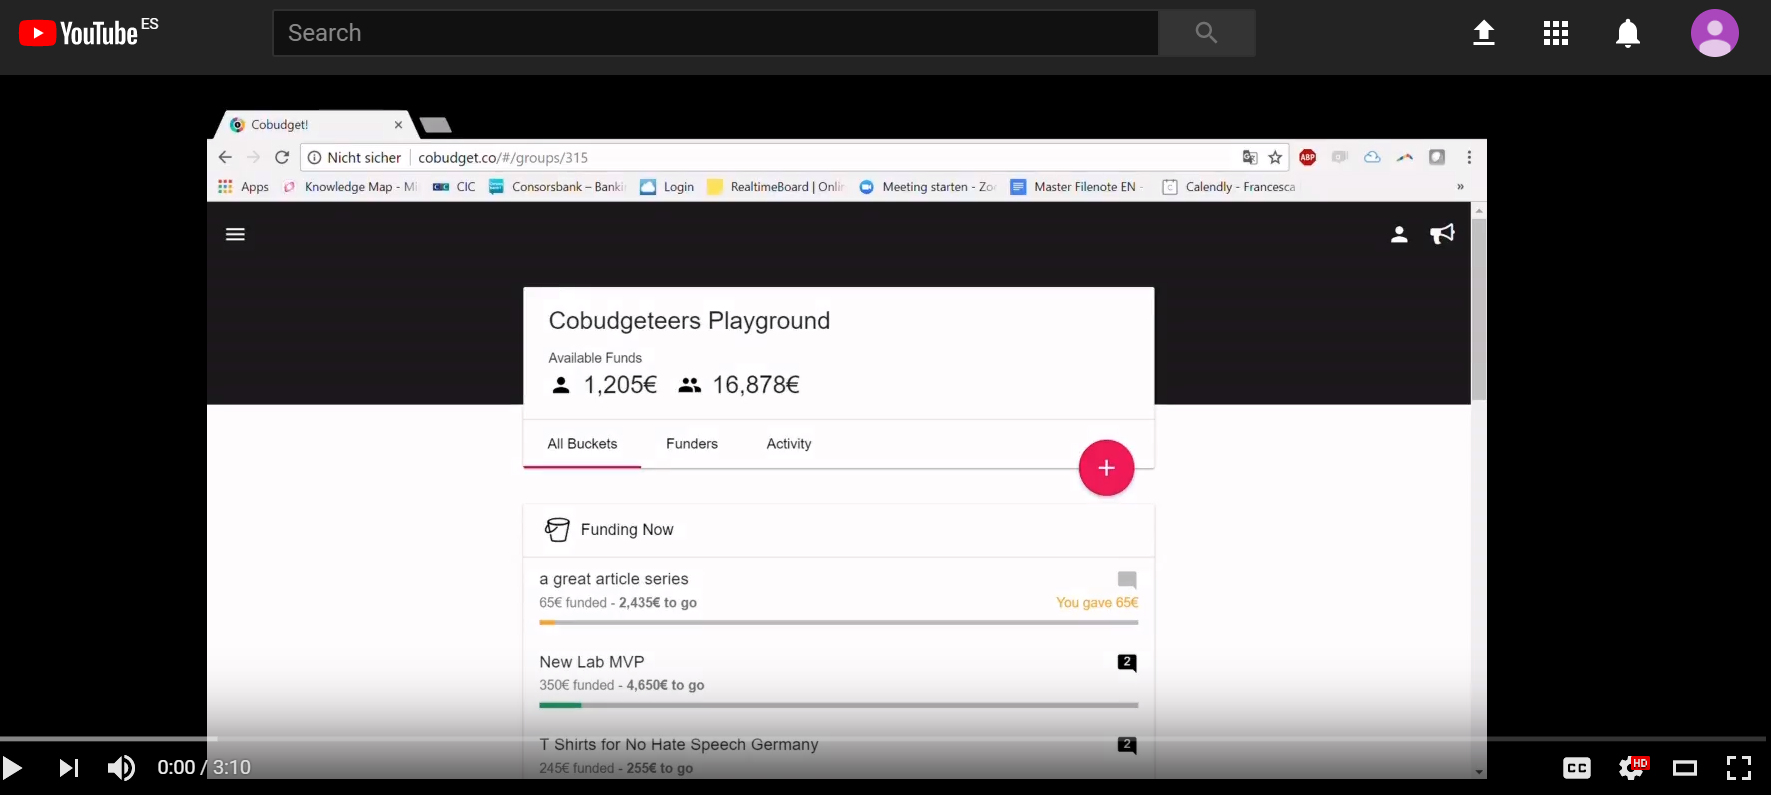 YouTube ES
Search
Cobudget!
Nicht sicher cobudget.co/#/groups/315
ABP
Apps Knowledge Map - Mi CIC Consorsbank – Banki Login RealtimeBoard | Onlir Meeting starten - Zo Master Filenote EN - Calendly - Francesca »
Cobudgeteers Playground
Available Funds
1,205€ 16,878€
All Buckets Funders Activity
+
Funding Now
a great article series
65€ funded - 2,435€ to go You gave 65€
New Lab MVP 2
350€ funded - 4,650€ to go
T Shirts for No Hate Speech Germany 2
245€ funded - 255€ to go
0:00 / 3:10 CC HD